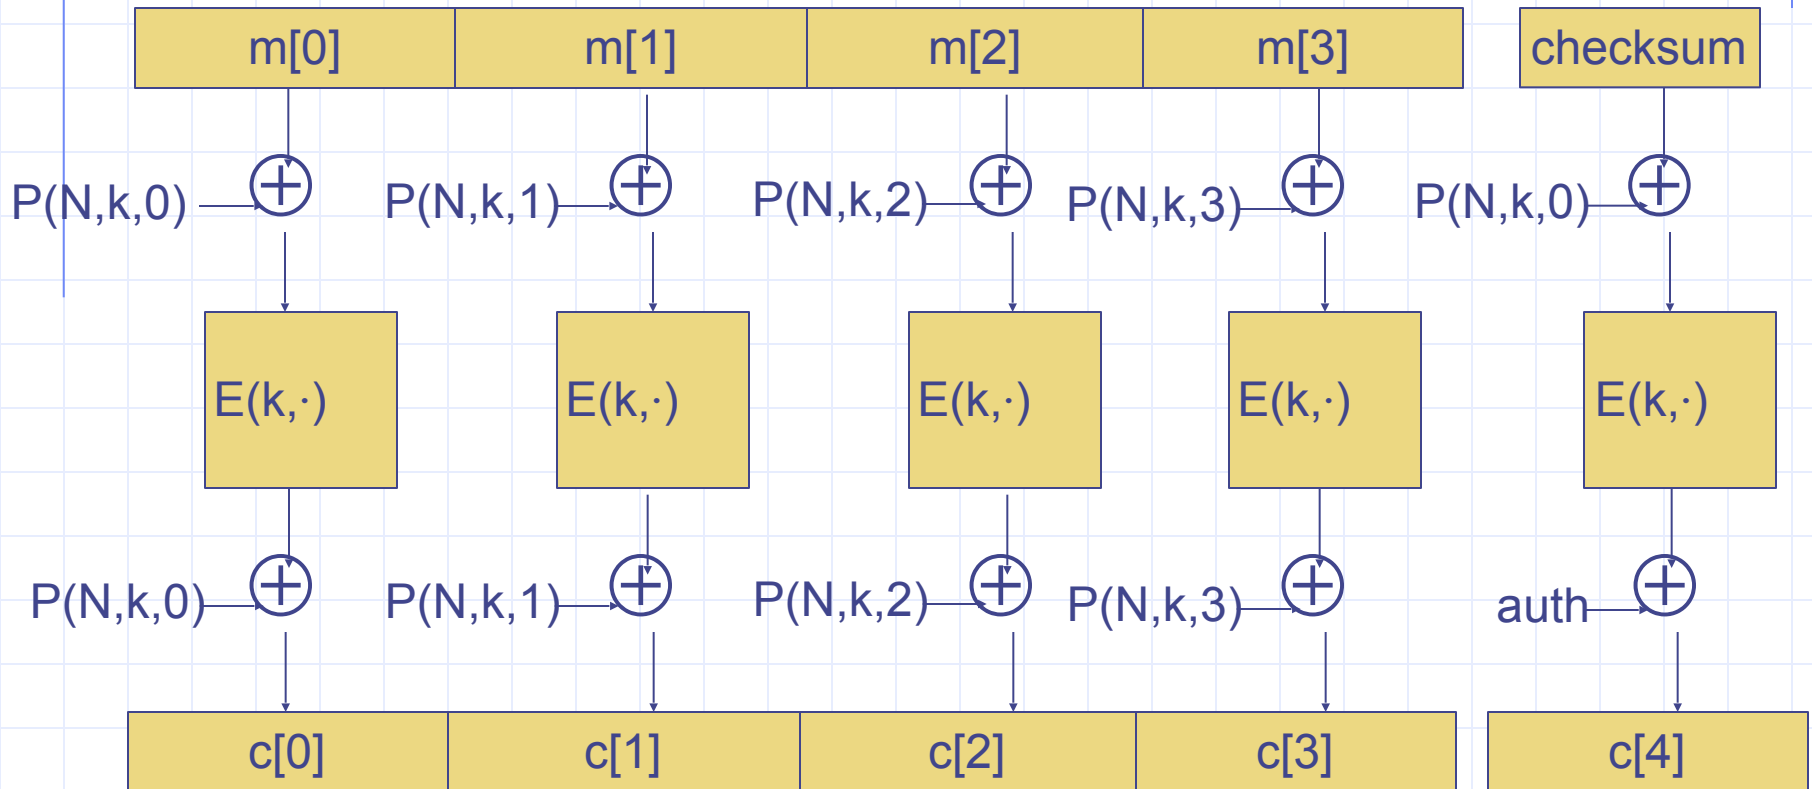 m[0] m[1] m[2] m[3] checksum
P(N,k,0) P(N,k,1) P(N,k,2) P(N,k,3) P(N,k,0)
E(k,·) E(k,·) E(k,·) E(k,·) E(k,·)
P(N,k,0) P(N,k,1) P(N,k,2) P(N,k,3) auth
c[0] c[1] c[2] c[3] c[4]